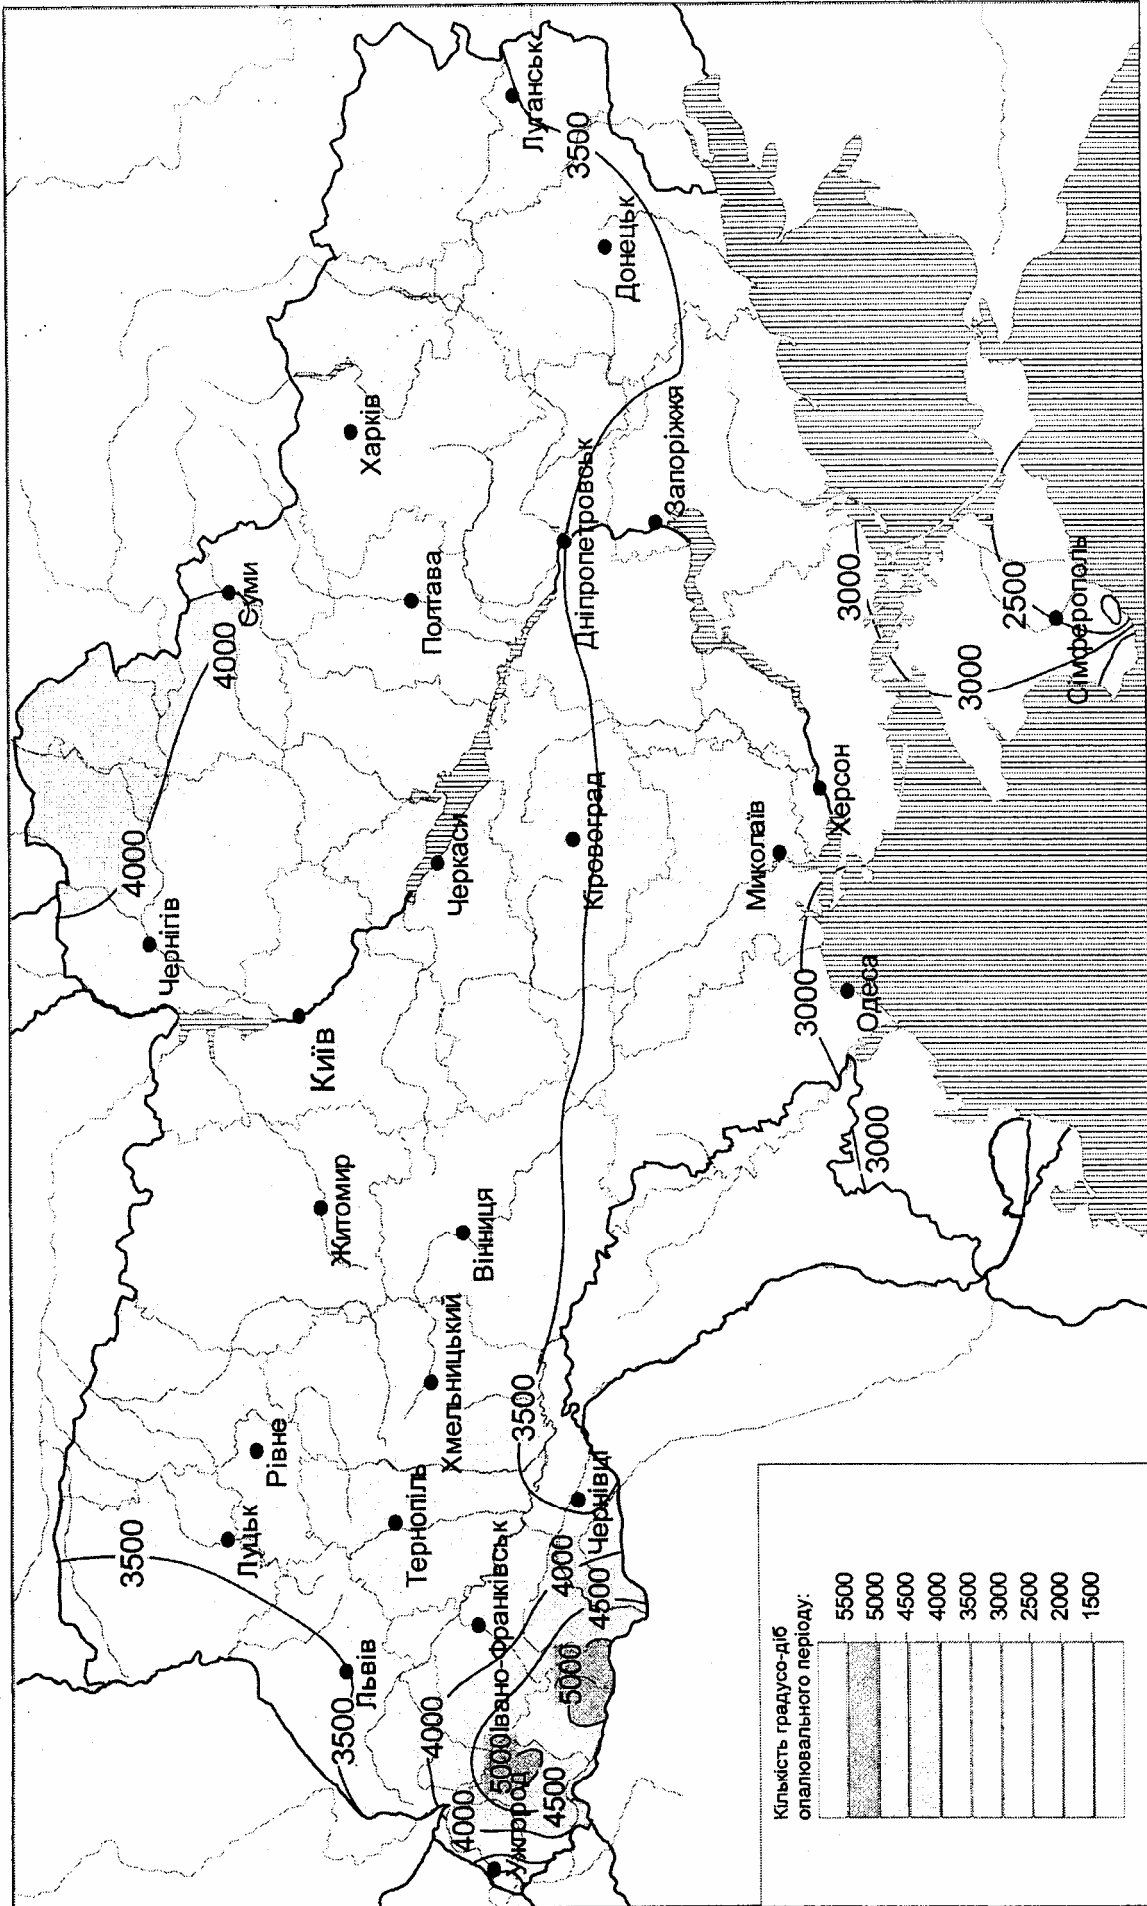 4000
4000
Чернігів
Суми
Київ
Харків
Полтава
Луганськ
3500
Донецьк
Черкаси
Дніпропетровськ
Запоріжжя
Кіровоград
3500
Луцьк
Рівне
Житомир
Львів
Тернопіль
Хмельницький
Вінниця
3500
4000
Івано-Франківськ
5000
4000
Ужгород
4500
5000
4000
4500
Чернівці
3500
Миколаїв
Херсон
3000
Одеса
3000
3000
3000
2500
Сімферополь
Кількість градусо-діб
опалювального періоду:
5500
5000
4500
4000
3500
3000
2500
2000
1500